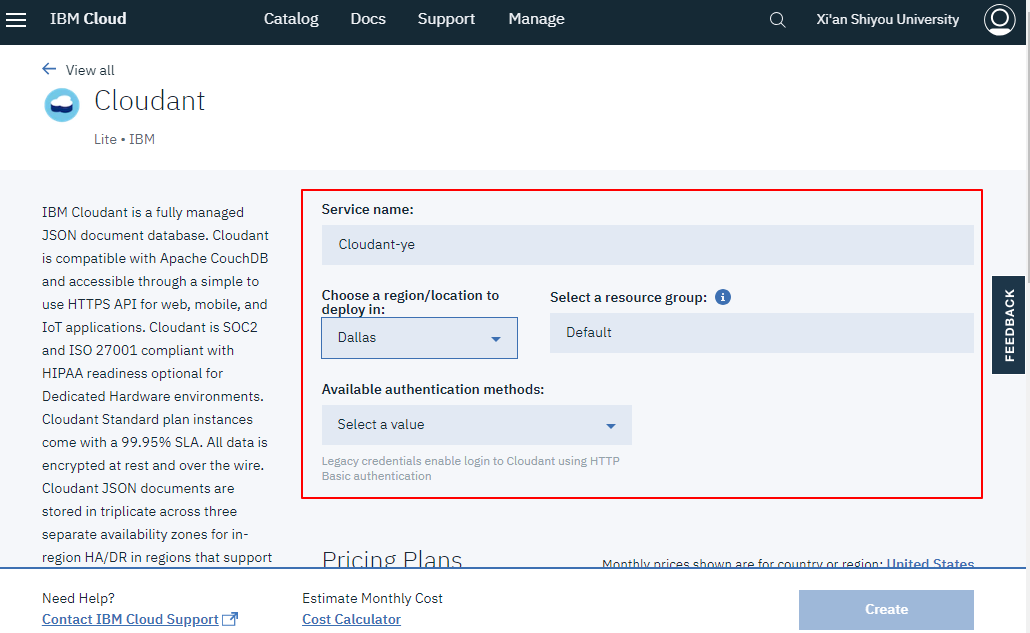 IBM Cloud
Catalog
Docs
Support
Manage
Xi'an Shiyou University
View all
Cloudant
Lite • IBM
IBM Cloudant is a fully managed
JSON document database. Cloudant
is compatible with Apache CouchDB
and accessible through a simple to
use HTTPS API for web, mobile, and
IoT applications. Cloudant is SOC2
and ISO 27001 compliant with
HIPAA readiness optional for
Dedicated Hardware environments.
Cloudant Standard plan instances
come with a 99.95% SLA. All data is
encrypted at rest and over the wire.
Cloudant JSON documents are
stored in triplicate across three
separate availability zones for in-
region HA/DR in regions that support
Service name:
Cloudant-ye
Choose a region/location to
deploy in:
Dallas
Select a resource group:
Default
Available authentication methods:
Select a value
Legacy credentials enable login to Cloudant using HTTP
Basic authentication
FEEDBACK
Pricing Plans
Monthly prices shown are for country or region: United States
Need Help?
Contact IBM Cloud Support
Estimate Monthly Cost
Cost Calculator
Create